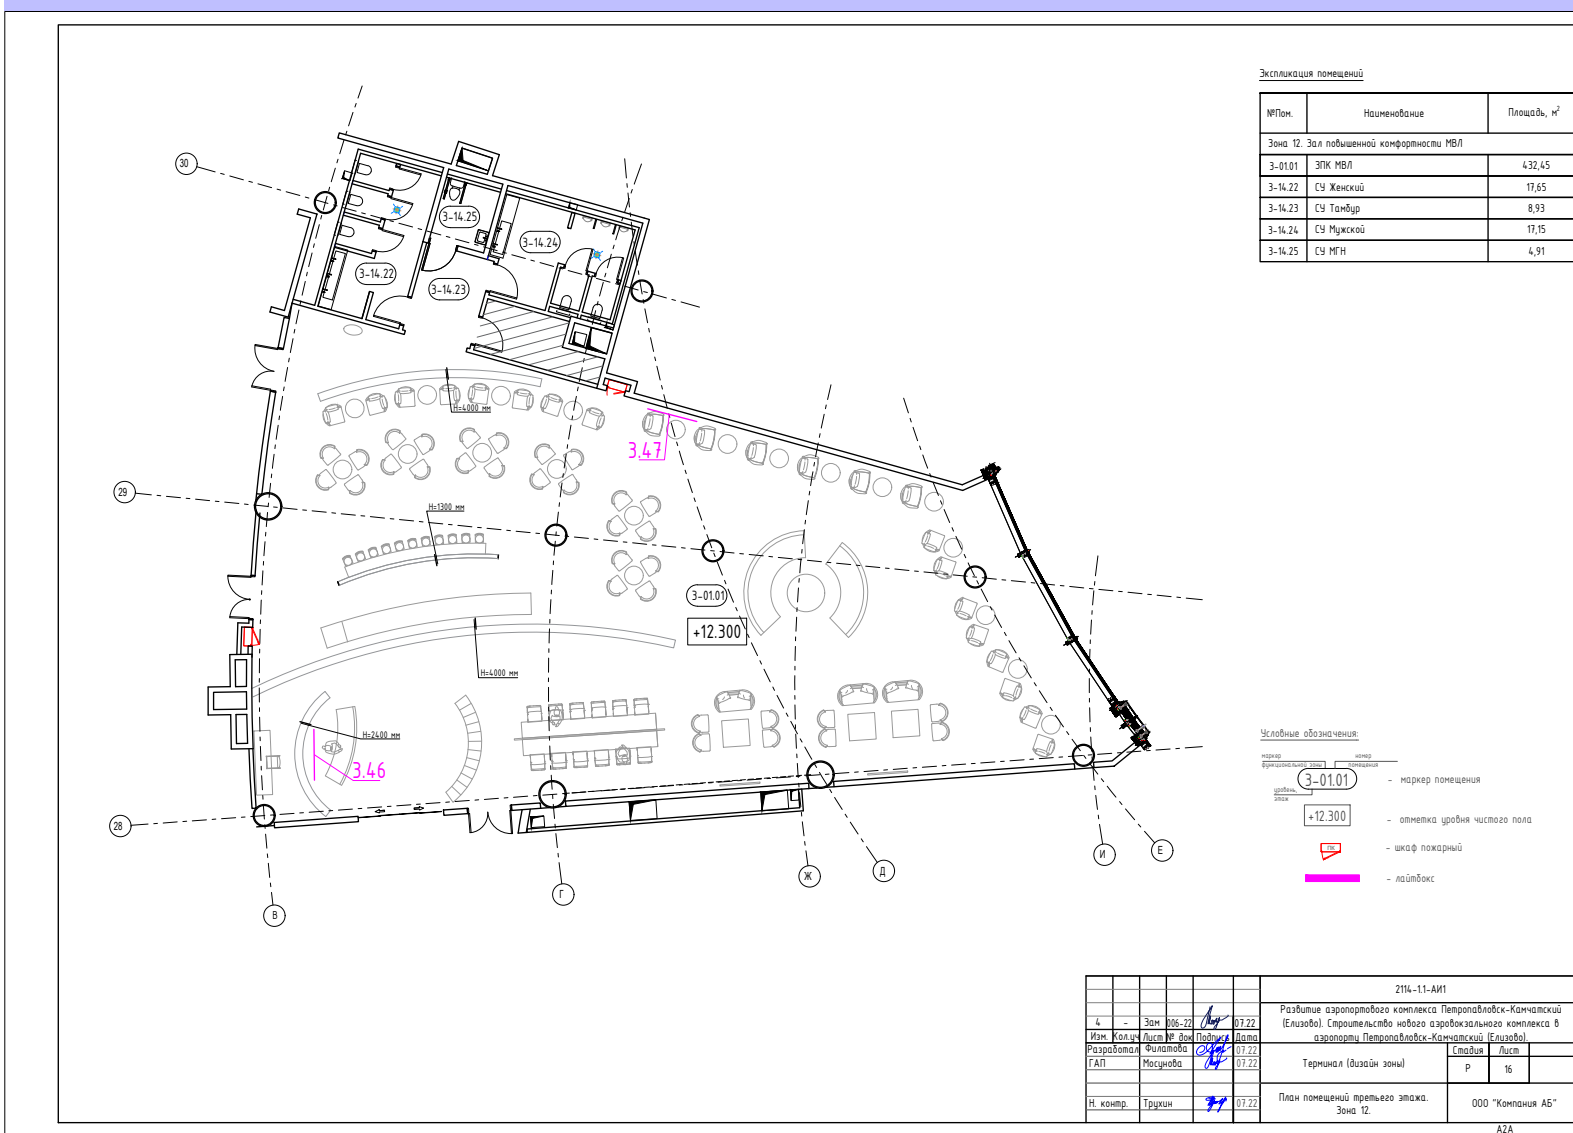 Экспликация помещений
№Пом. Наименование Площадь, м²
Зона 12. Зал повышенной комфортности МВЛ
3-01.01 ЗПК МВЛ 432,45
3-14.22 СУ Женский 17,65
3-14.23 СУ Тамбур 8,93
3-14.24 СУ Мужской 17,15
3-14.25 СУ МГН 4,91
30
3-14.25
3-14.24
3-14.22
3-14.23
H=4000 мм
3.47
29
H=1300 мм
3-01.01
+12.300
H=4000 мм
H=2400 мм
3.46
28
В
Г
Ж
Д
И
Е
Условные обозначения:
маркер функциональной зоны
номер помещения
3-01.01
уровень, этаж
- маркер помещения
+12.300
- отметка уровня чистого пола
ПК
- шкаф пожарный
- лайтбокс
2114-1.1-АИ1
Развитие аэропортового комплекса Петропавловск-Камчатский
(Елизово). Строительство нового аэровокзального комплекса в
аэропорту Петропавловск-Камчатский (Елизово).
4 - Зам 006-22 07.22
Изм. Кол.уч Лист № док Подпись Дата
Разработал Филатова 07.22
ГАП Мосунова 07.22
Н. контр. Трухин 07.22
Терминал (дизайн зоны)
Стадия Лист
Р 16
План помещений третьего этажа.
Зона 12.
ООО "Компания АБ"
А2А